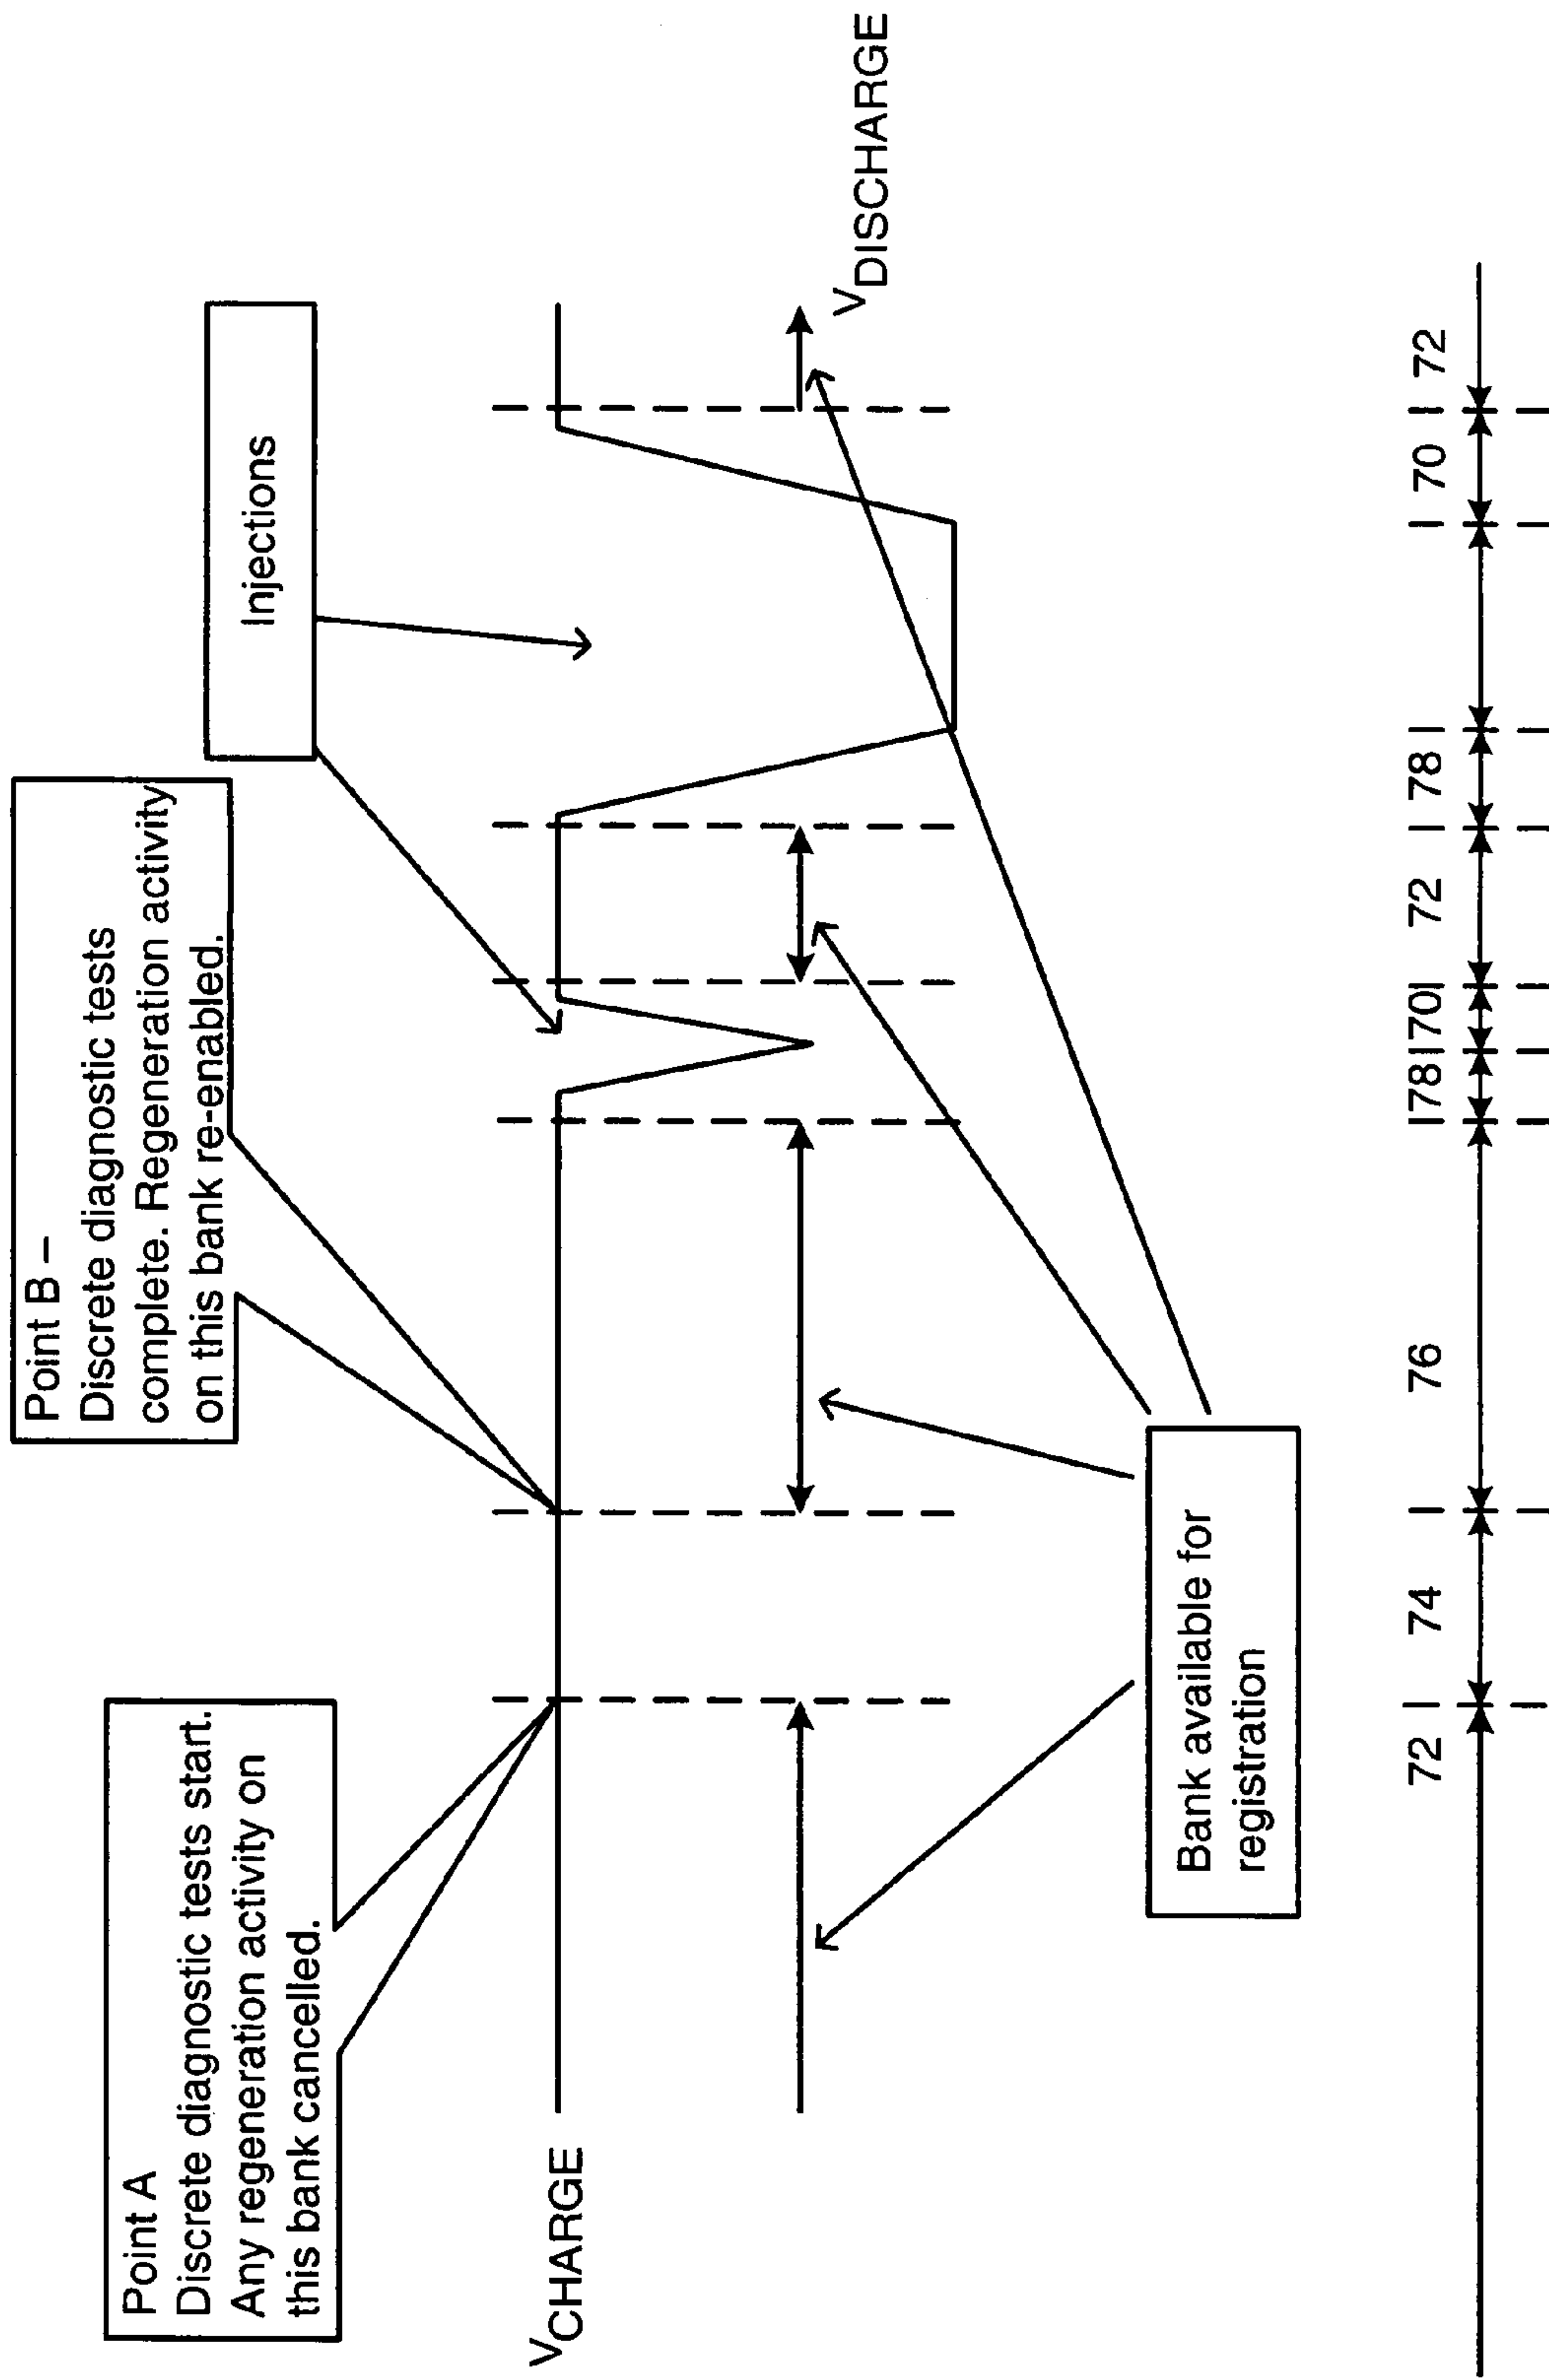 Point A
Discrete diagnostic tests start.
Any regeneration activity on
this bank cancelled.
Point B –
Discrete diagnostic tests
complete. Regeneration activity
on this bank re-enabled.
Injections
VCHARGE
VDISCHARGE
Bank available for
registration
72
74
76
78
70
72
78
70
72